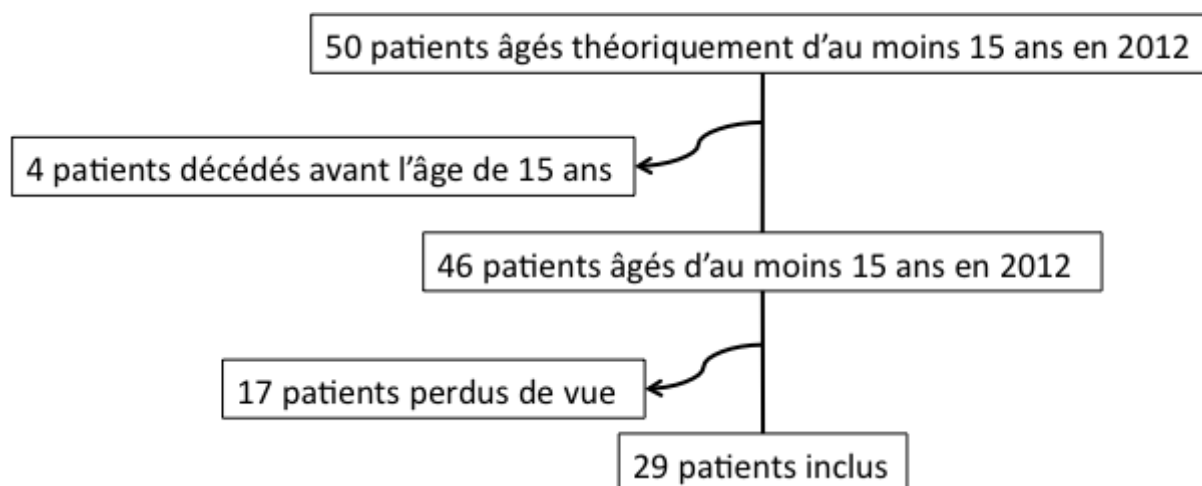 50 patients âgés théoriquement d’au moins 15 ans en 2012
4 patients décédés avant l’âge de 15 ans
46 patients âgés d’au moins 15 ans en 2012
17 patients perdus de vue
29 patients inclus